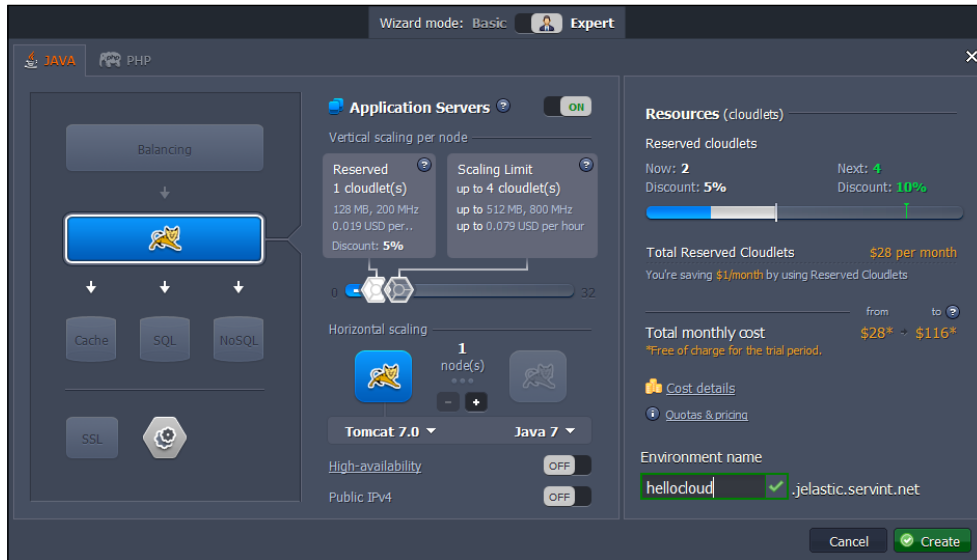 Wizard mode: Basic Expert
JAVA PHP
Balancing
Cache SQL NoSQL
SSL
Application Servers ? ON
Vertical scaling per node
Reserved ?
1 cloudlet(s)
128 MB, 200 MHz
0.019 USD per..
Discount: 5%
Scaling Limit ?
up to 4 cloudlet(s)
up to 512 MB, 800 MHz
up to 0.079 USD per hour
0 32
Horizontal scaling
1
node(s)
- +
Tomcat 7.0 Java 7
High-availability OFF
Public IPv4 OFF
Resources (cloudlets)
Reserved cloudlets
Now: 2 Next: 4
Discount: 5% Discount: 10%
Total Reserved Cloudlets $28 per month
You're saving $1/month by using Reserved Cloudlets
from to ?
Total monthly cost $28* ÷ $116*
*Free of charge for the trial period.
Cost details
Quotas & pricing
Environment name
hellocloud .jelastic.servint.net
Cancel Create